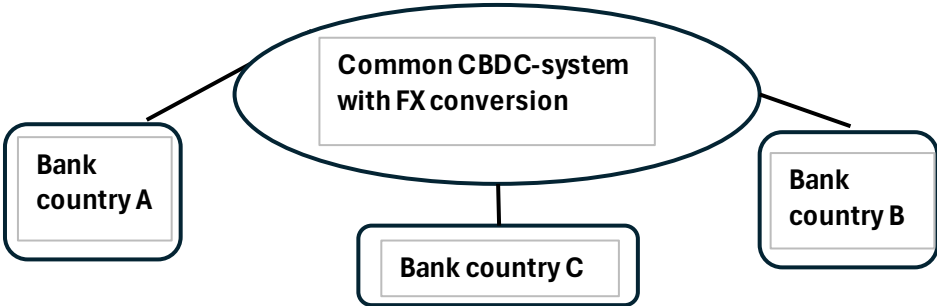 Common CBDC-system
with FX conversion
Bank
country A
Bank
country B
Bank country C